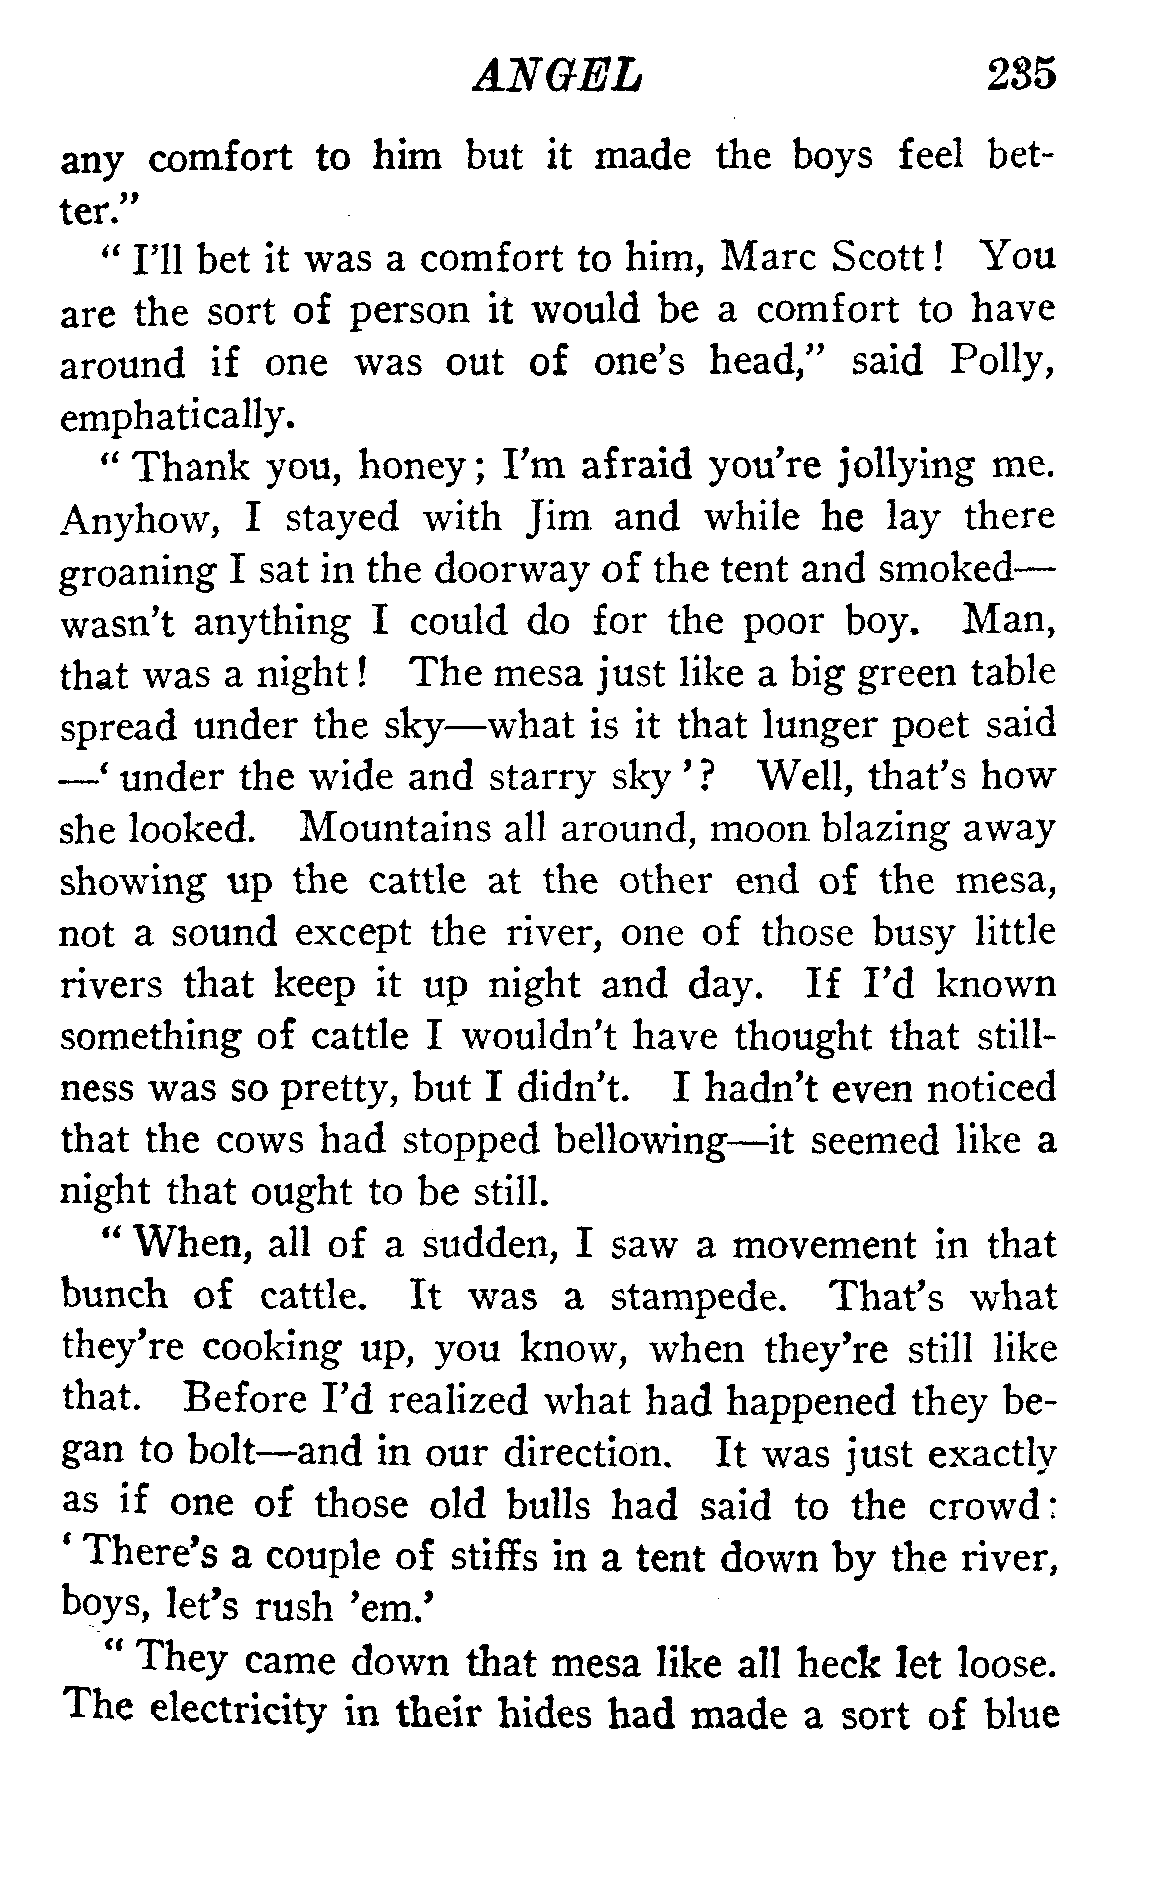 ANGEL 235
any comfort to him but it made the boys feel bet-
ter."
" I'll bet it was a comfort to him, Marc Scott! You
are the sort of person it would be a comfort to have
around if one was out of one's head," said Polly,
emphatically.
" Thank you, honey; I'm afraid you're jollying me.
Anyhow, I stayed with Jim and while he lay there
groaning I sat in the doorway of the tent and smoked—
wasn't anything I could do for the poor boy. Man,
that was a night! The mesa just like a big green table
spread under the sky—what is it that lunger poet said
—' under the wide and starry sky '? Well, that's how
she looked. Mountains all around, moon blazing away
showing up the cattle at the other end of the mesa,
not a sound except the river, one of those busy little
rivers that keep it up night and day. If I'd known
something of cattle I wouldn't have thought that still-
ness was so pretty, but I didn't. I hadn't even noticed
that the cows had stopped bellowing—it seemed like a
night that ought to be still.
" When, all of a sudden, I saw a movement in that
bunch of cattle. It was a stampede. That's what
they're cooking up, you know, when they're still like
that. Before I'd realized what had happened they be-
gan to bolt—and in our direction. It was just exactly
as if one of those old bulls had said to the crowd:
' There's a couple of stiffs in a tent down by the river,
boys, let's rush 'em.'
" They came down that mesa like all heck let loose.
The electricity in their hides had made a sort of blue